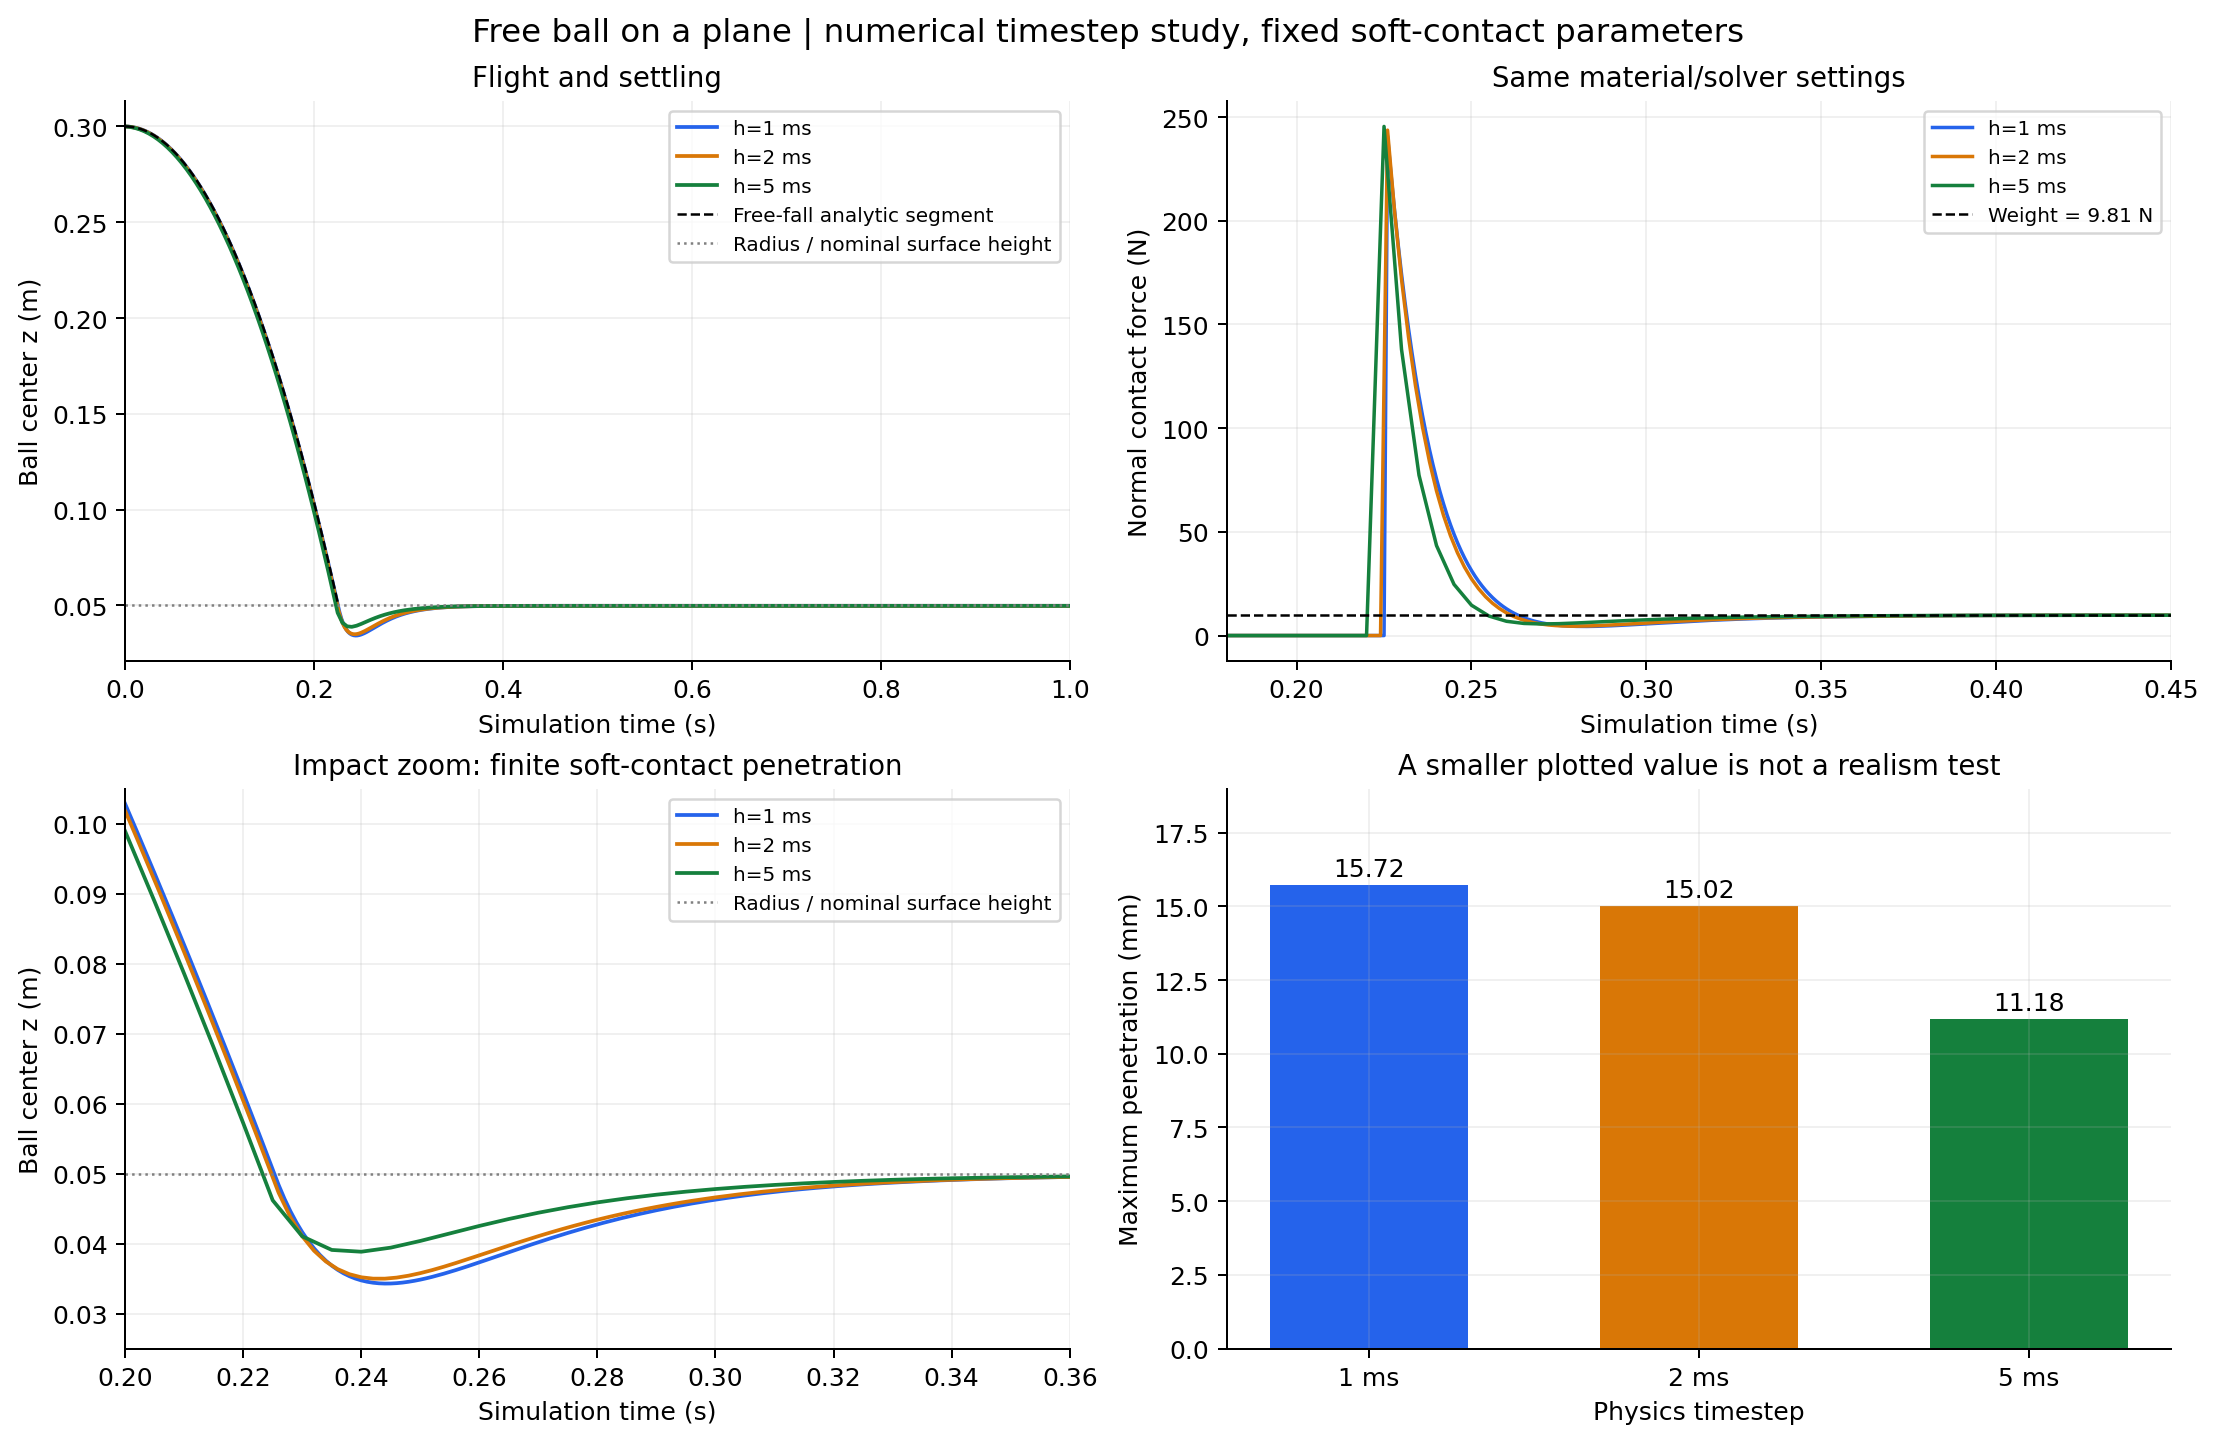 Free ball on a plane | numerical timestep study, fixed soft-contact parameters
Flight and settling
Ball center z (m)
0.30
0.25
0.20
0.15
0.10
0.05
h=1 ms
h=2 ms
h=5 ms
Free-fall analytic segment
Radius / nominal surface height
0.0 0.2 0.4 0.6 0.8 1.0
Simulation time (s)
Same material/solver settings
Normal contact force (N)
250
200
150
100
50
0
h=1 ms
h=2 ms
h=5 ms
Weight = 9.81 N
0.20 0.25 0.30 0.35 0.40 0.45
Simulation time (s)
Impact zoom: finite soft-contact penetration
Ball center z (m)
0.10
0.09
0.08
0.07
0.06
0.05
0.04
0.03
h=1 ms
h=2 ms
h=5 ms
Radius / nominal surface height
0.20 0.22 0.24 0.26 0.28 0.30 0.32 0.34 0.36
Simulation time (s)
A smaller plotted value is not a realism test
Maximum penetration (mm)
17.5
15.0
12.5
10.0
7.5
5.0
2.5
0.0
15.72
15.02
11.18
1 ms 2 ms 5 ms
Physics timestep